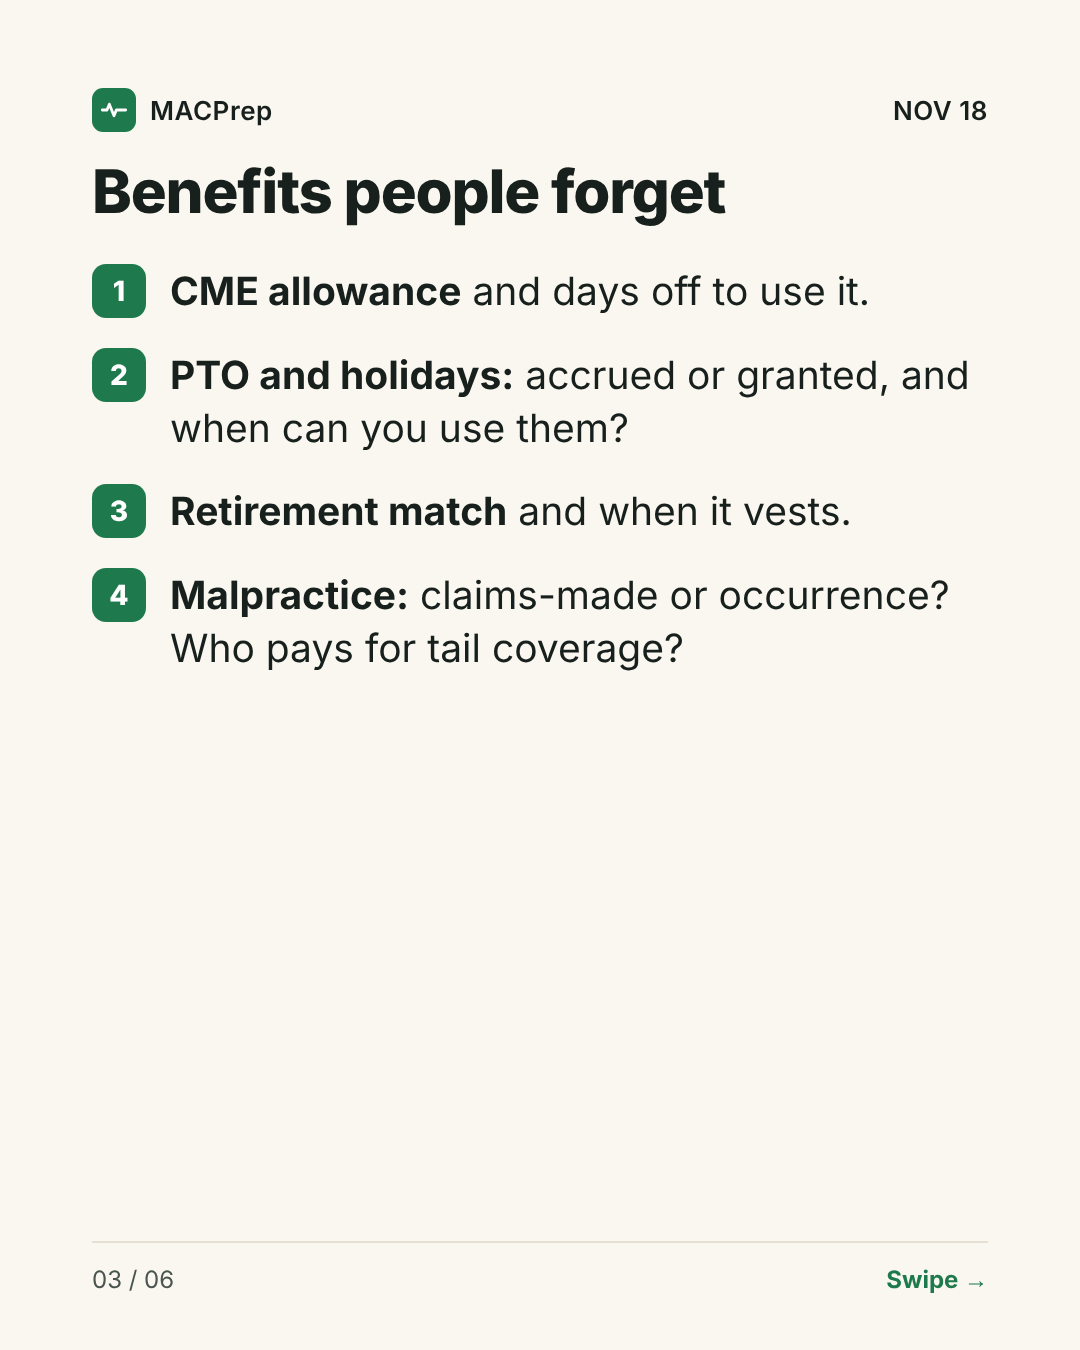 MACPrep
NOV 18
Benefits people forget
1 CME allowance and days off to use it.
2 PTO and holidays: accrued or granted, and
when can you use them?
3 Retirement match and when it vests.
4 Malpractice: claims-made or occurrence?
Who pays for tail coverage?
03 / 06
Swipe →